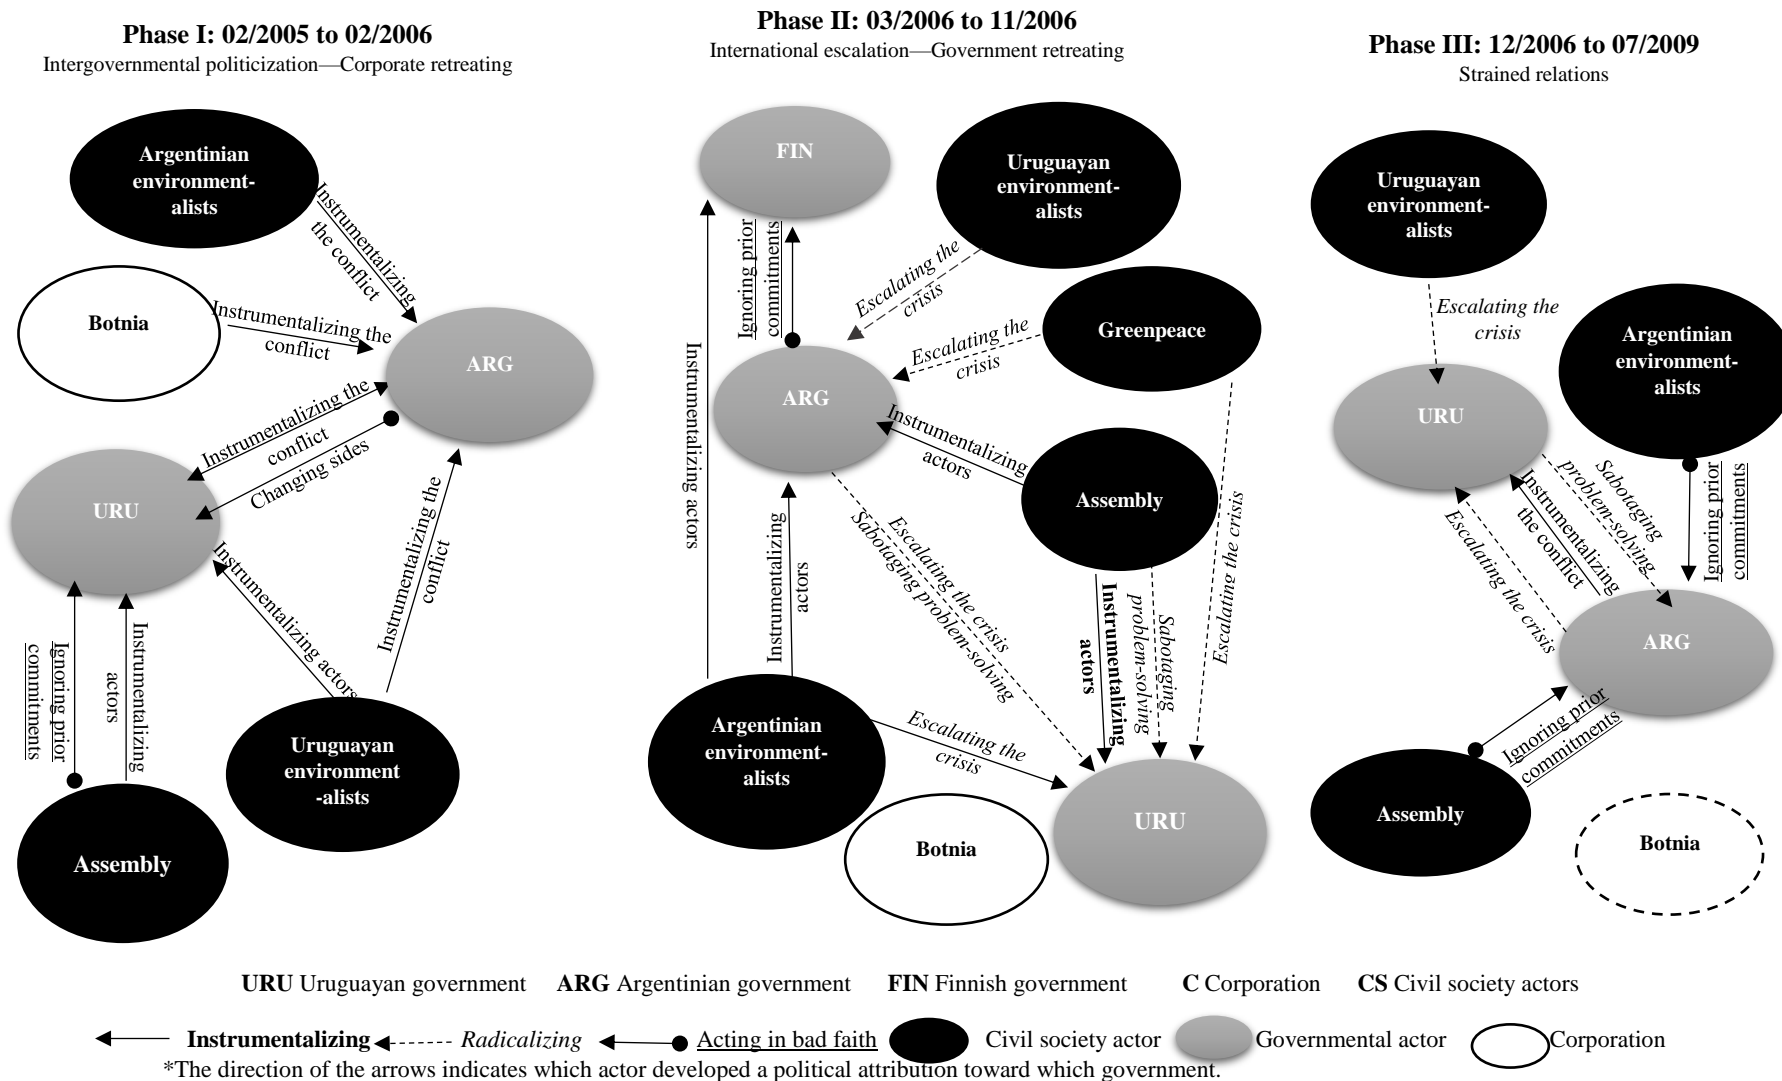 Phase I: 02/2005 to 02/2006
Intergovernmental politicization—Corporate retreating
Argentinian
environment-
alists
Instrumentalizing
the conflict
Botnia
Instrumentalizing the
conflict
ARG
Instrumentalizing the
conflict
Changing sides
URU
Instrumentalizing actors
Instrumentalizing the
conflict
Ignoring prior
commitments
Instrumentalizing
actors
Uruguayan
environment
-alists
Assembly
Phase II: 03/2006 to 11/2006
International escalation—Government retreating
FIN
Uruguayan
environment-
alists
Ignoring prior
commitments
Escalating the
crisis
Greenpeace
Escalating the
crisis
Instrumentalizing actors
ARG
Instrumentalizing
actors
Assembly
Instrumentalizing
actors
Escalating the crisis
Sabotaging problem-solving
Instrumentalizing
actors
Sabotaging
problem-solving
Escalating the crisis
Argentinian
environment-
alists
Escalating the
crisis
Botnia
URU
Phase III: 12/2006 to 07/2009
Strained relations
Uruguayan
environment-
alists
Escalating the
crisis
Argentinian
environment-
alists
URU
Sabotaging
problem-solving
Instrumentalizing
the conflict
Escalating the crisis
Ignoring prior
commitments
ARG
Ignoring prior
commitments
Assembly
Botnia
URU Uruguayan government ARG Argentinian government FIN Finnish government C Corporation CS Civil society actors
Instrumentalizing Radicalizing Acting in bad faith Civil society actor Governmental actor Corporation
*The direction of the arrows indicates which actor developed a political attribution toward which government.